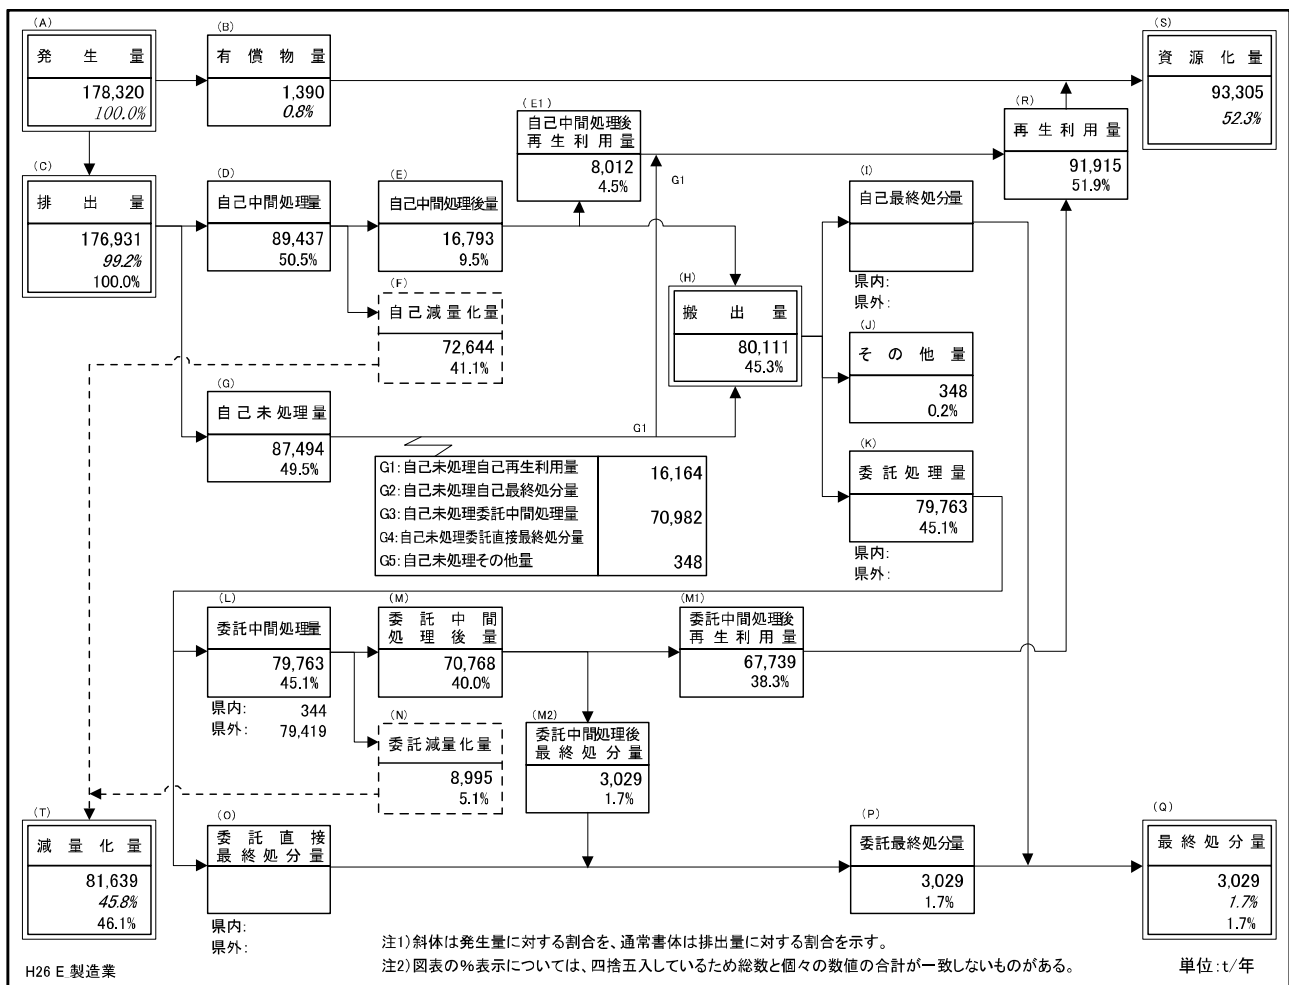 (A)
発生量
178,320
100.0%
(B)
有償物量
1,390
0.8%
(S)
資源化量
93,305
52.3%
(E1)
自己中間処理後
再生利用量
8,012
4.5%
(R)
再生利用量
91,915
51.9%
(C)
排出量
176,931
99.2%
100.0%
(D)
自己中間処理量
89,437
50.5%
(E)
自己中間処理後量
16,793
9.5%
G1
(I)
自己最終処分量
県内:
県外:
(F)
自己減量化量
72,644
41.1%
(H)
搬出量
80,111
45.3%
(J)
その他量
348
0.2%
(G)
自己未処理量
87,494
49.5%
G1
G1:自己未処理自己再生利用量 16,164
G2:自己未処理自己最終処分量
G3:自己未処理委託中間処理量 70,982
G4:自己未処理委託直接最終処分量
G5:自己未処理その他量 348
(K)
委託処理量
79,763
45.1%
県内:
県外:
(L)
委託中間処理量
79,763
45.1%
県内: 344
県外: 79,419
(M)
委託中間
処理後量
70,768
40.0%
(M1)
委託中間処理後
再生利用量
67,739
38.3%
(N)
委託減量化量
8,995
5.1%
(M2)
委託中間処理後
最終処分量
3,029
1.7%
(T)
減量化量
81,639
45.8%
46.1%
(O)
委託直接
最終処分量
県内:
県外:
(P)
委託最終処分量
3,029
1.7%
(Q)
最終処分量
3,029
1.7%
1.7%
注1)斜体は発生量に対する割合を、通常書体は排出量に対する割合を示す。
注2)図表の%表示については、四捨五入しているため総数と個々の数値の合計が一致しないものがある。
H26 E_製造業
単位:t/年